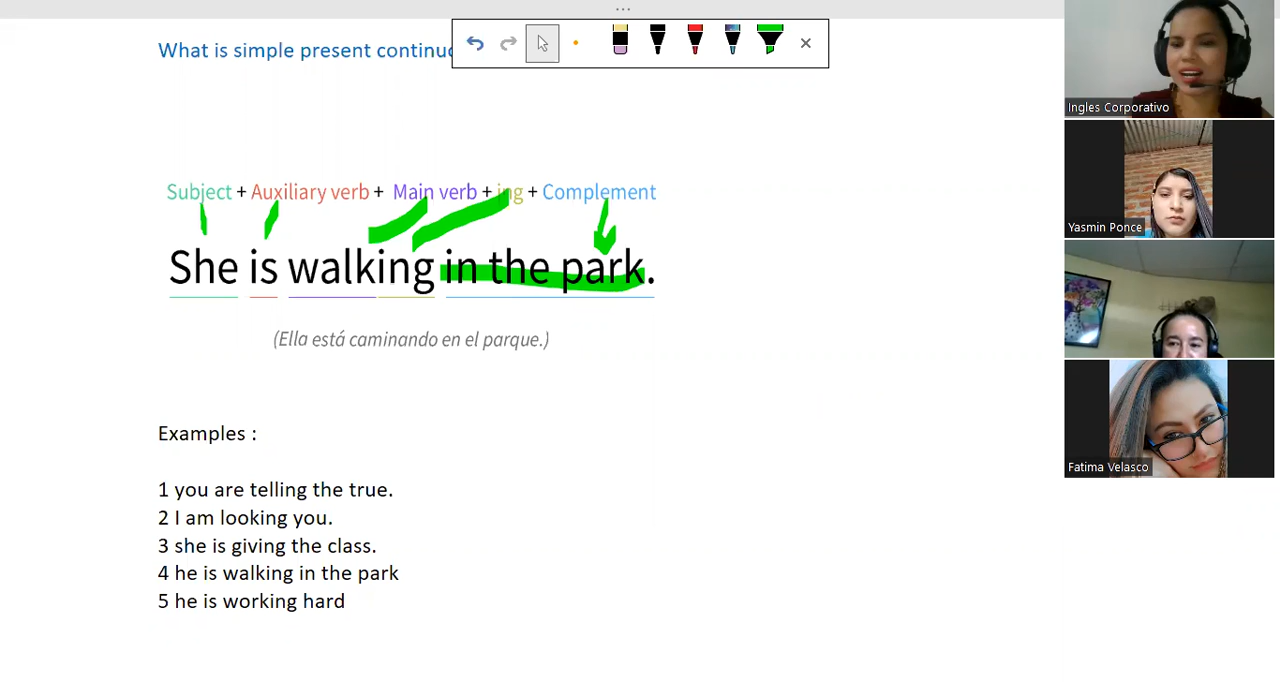 What is simple present continuo
Subject + Auxiliary verb + Main verb + ing + Complement
She is walking in the park.
(Ella está caminando en el parque.)
Examples :
1 you are telling the true.
2 I am looking you.
3 she is giving the class.
4 he is walking in the park
5 he is working hard
Ingles Corporativo
Yasmin Ponce
Fatima Velasco